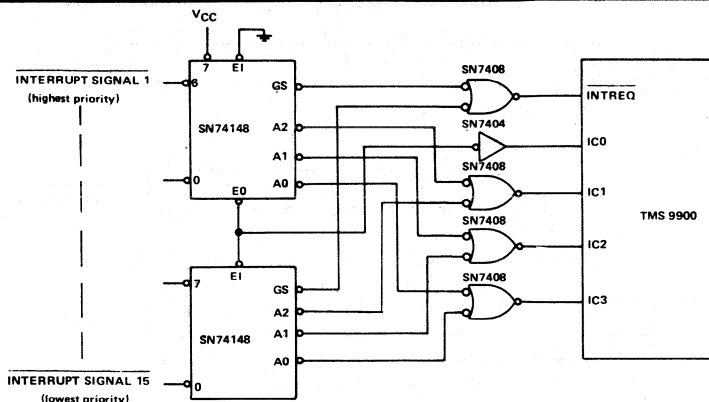 VCC
INTERRUPT SIGNAL 1
(highest priority)
7
EI
6
GS
SN74148
A2
A1
A0
0
E0
SN7408
INTREQ
SN7404
IC0
SN7408
IC1
TMS 9900
SN7408
IC2
SN7408
IC3
EI
7
GS
A2
SN74148
A1
A0
INTERRUPT SIGNAL 15
0
(lowest priority)